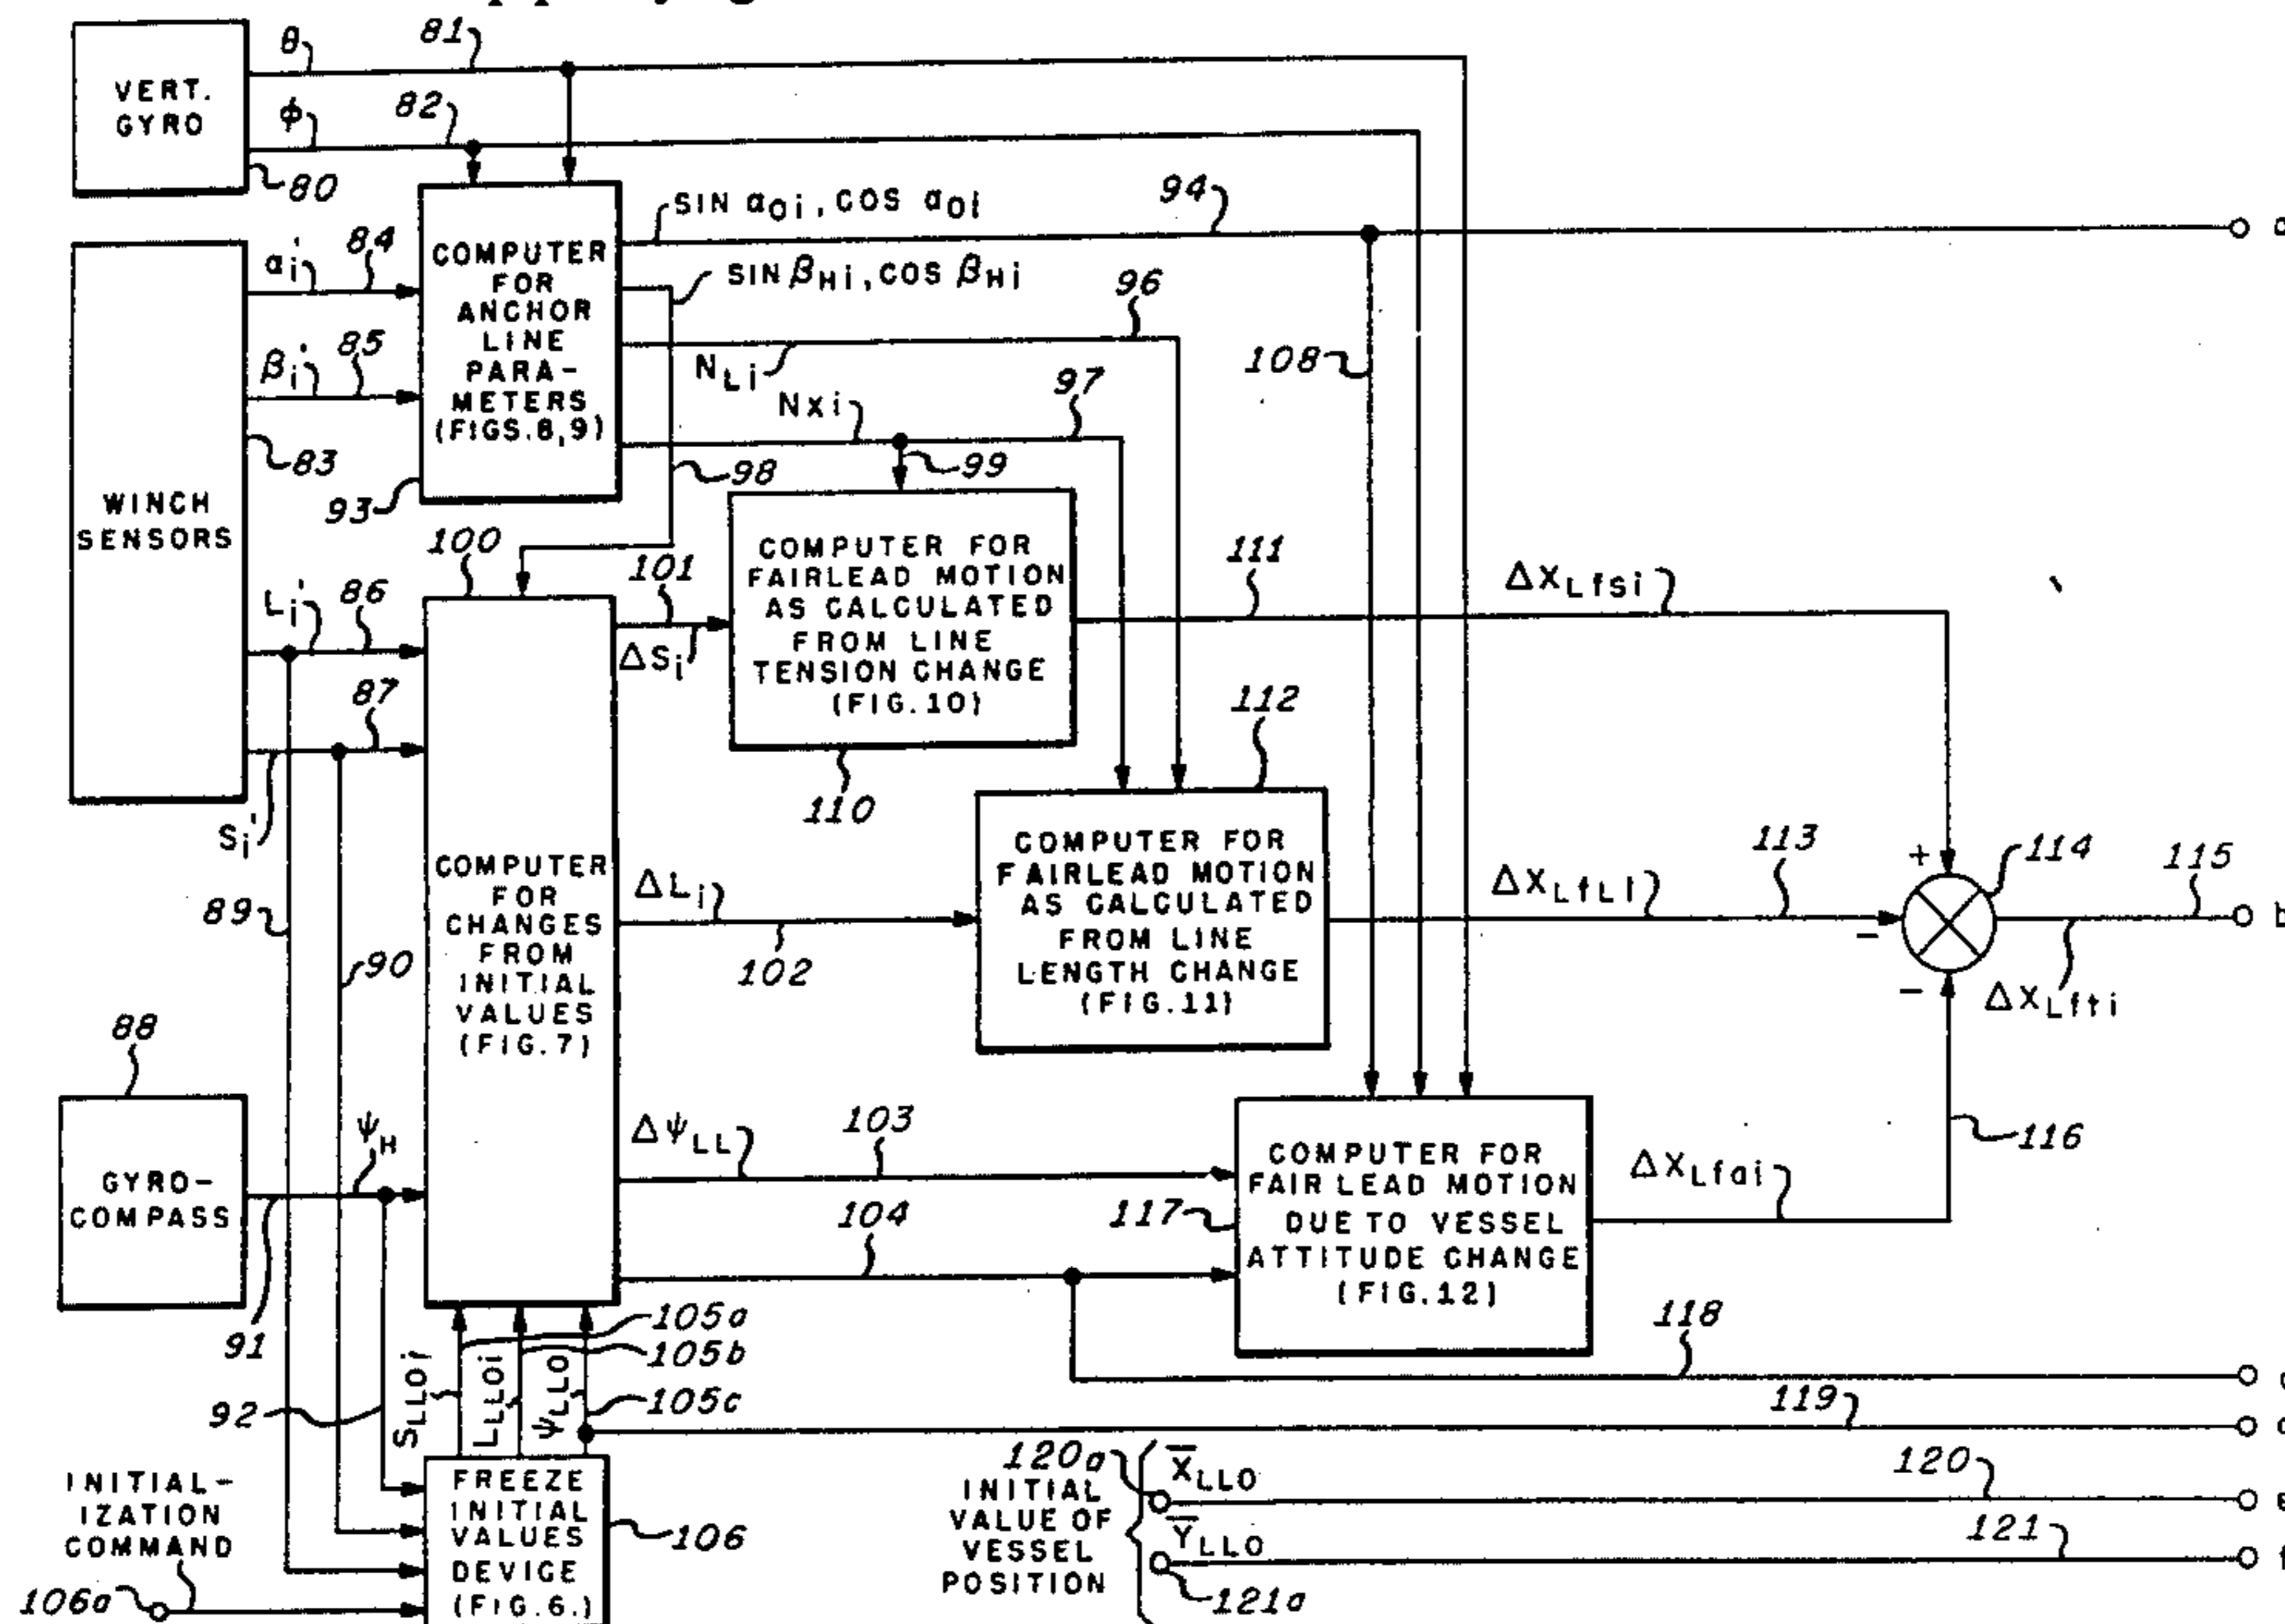 θ
81
VERT.
GYRO
ϕ
82
80
SIN α0i, COS α0i
94
αi'
84
COMPUTER
FOR
ANCHOR
LINE
PARA-
METERS
(FIGS. 8,9)
SIN βHi, COS βHi
96
βi'
85
NLi
108
97
Nxi
83
99
98
93
WINCH
SENSORS
100
COMPUTER FOR
FAIRLEAD MOTION
AS CALCULATED
FROM LINE
TENSION CHANGE
(FIG. 10)
111
ΔXLfsi
101
Li'
86
ΔSi
87
112
110
Si'
COMPUTER FOR
FAIRLEAD MOTION
AS CALCULATED
FROM LINE
LENGTH CHANGE
(FIG. 11)
113
+
114
115
COMPUTER
FOR
CHANGES
FROM
INITIAL
VALUES
(FIG. 7)
ΔLi
ΔXLfLi
89
b
-
90
102
-
ΔXLfti
88
ψH
ΔψLL
103
116
COMPUTER FOR
FAIR LEAD MOTION
DUE TO VESSEL
ATTITUDE CHANGE
(FIG. 12)
ΔXLfai
GYRO-
COMPASS
104
117
105a
118
91
105b
SLLOi
LLLOi
ψLLO
105c
92
119
120a
X̄LLO
120
INITIAL-
IZATION
COMMAND
FREEZE
INITIAL
VALUES
DEVICE
(FIG. 6.)
INITIAL
VALUE OF
VESSEL
POSITION
ȲLLO
121
106
106a
121a